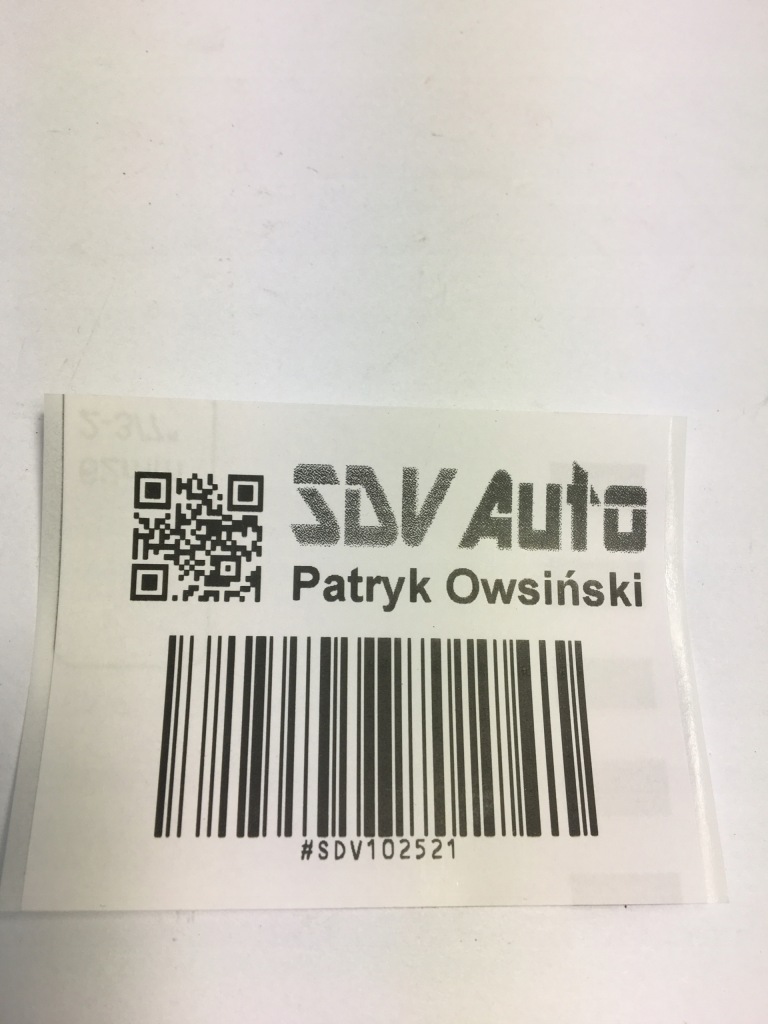 SDV Auto
Patryk Owsiński
#SDV102521